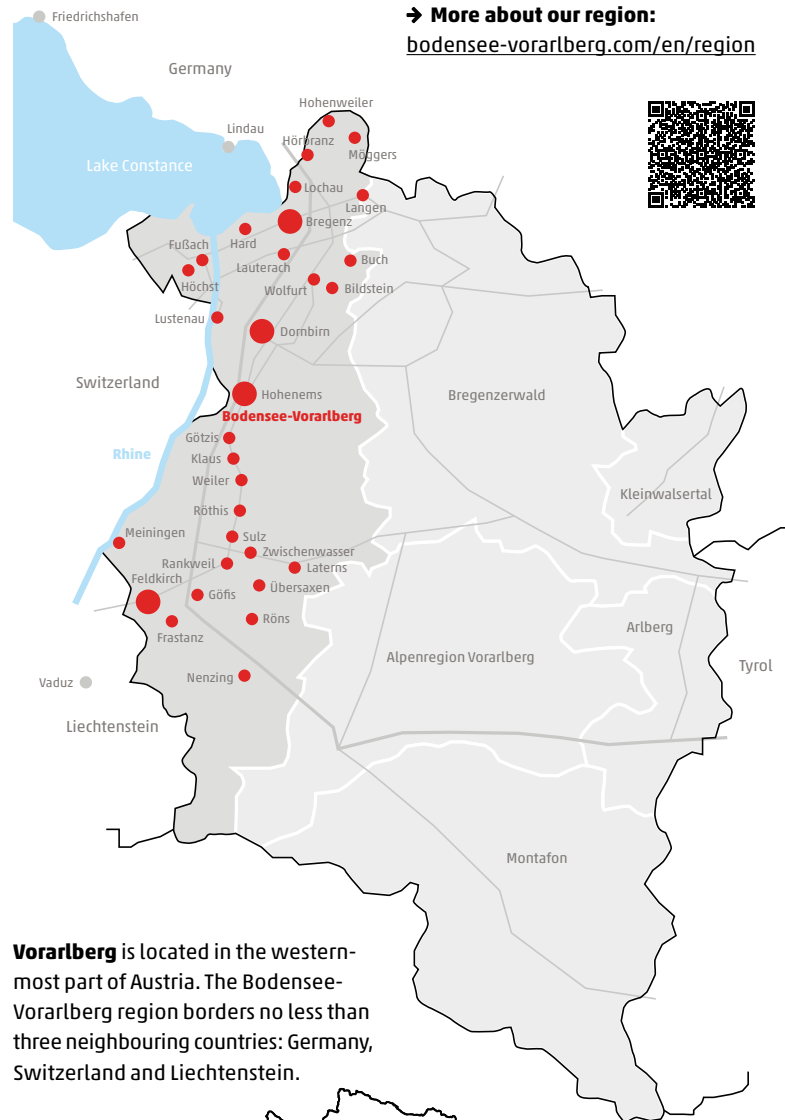 → More about our region:
bodensee-vorarlberg.com/en/region
Friedrichshafen
Germany
Hohenweiler
Lindau
Hörbranz
Möggers
Lake Constance
Lochau
Langen
Bregenz
Fußach
Hard
Lauterach
Buch
Höchst
Wolfurt
Bildstein
Lustenau
Dornbirn
Switzerland
Hohenems
Bregenzerwald
Bodensee-Vorarlberg
Götzis
Rhine
Klaus
Weiler
Kleinwalsertal
Röthis
Meiningen
Sulz
Zwischenwasser
Rankweil
Laterns
Feldkirch
Göfis
Übersaxen
Röns
Arlberg
Frastanz
Alpenregion Vorarlberg
Tyrol
Nenzing
Vaduz
Liechtenstein
Montafon
Vorarlberg is located in the western-
most part of Austria. The Bodensee-
Vorarlberg region borders no less than
three neighbouring countries: Germany,
Switzerland and Liechtenstein.